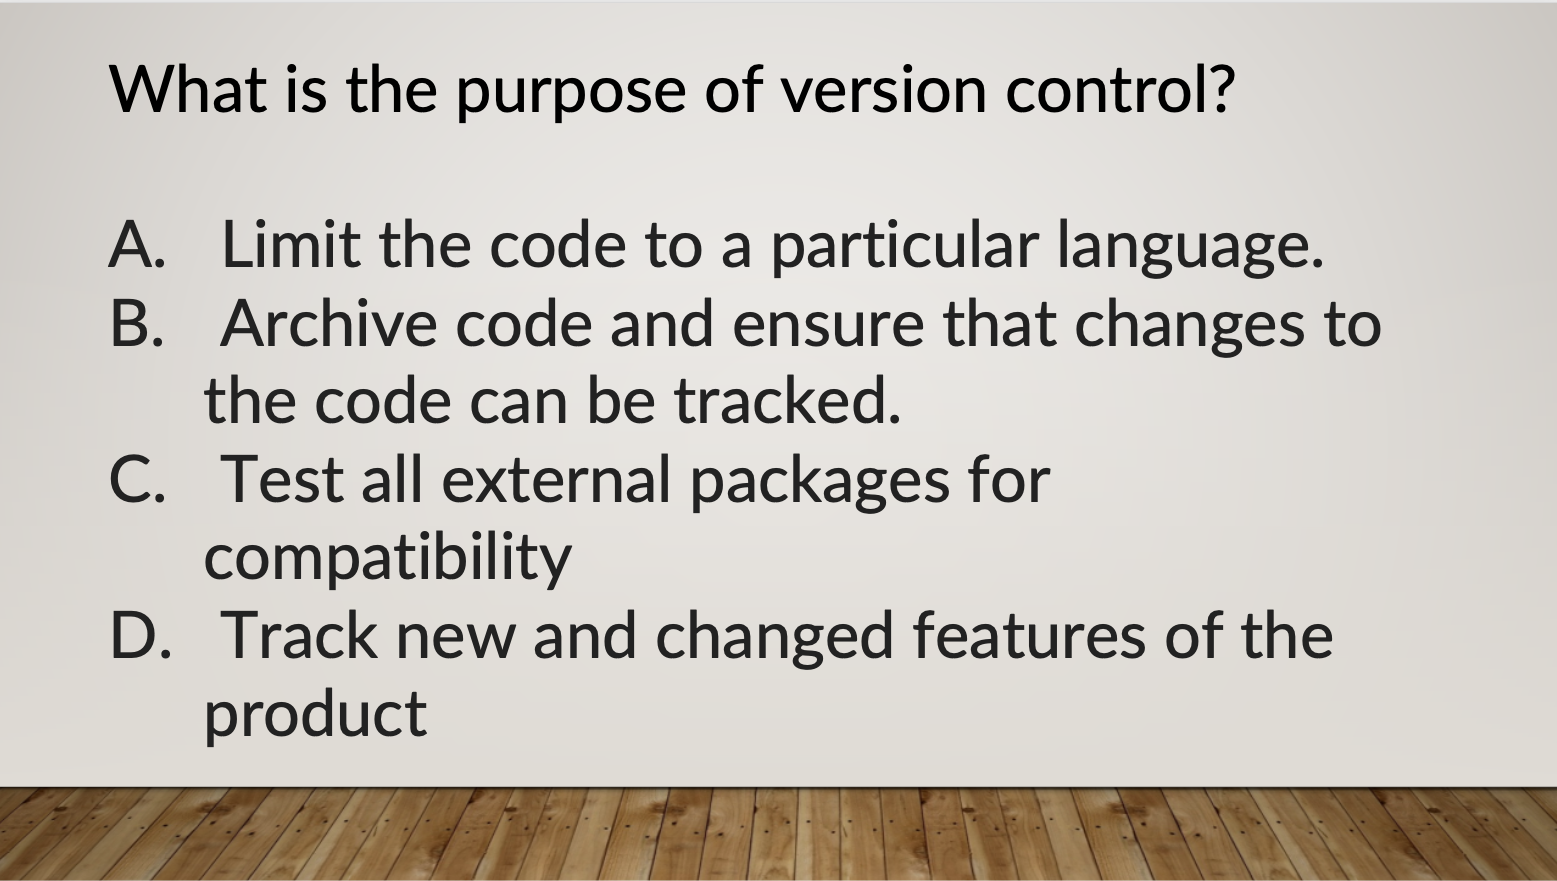 What is the purpose of version control?
A. Limit the code to a particular language.
B. Archive code and ensure that changes to
the code can be tracked.
C. Test all external packages for
compatibility
D. Track new and changed features of the
product